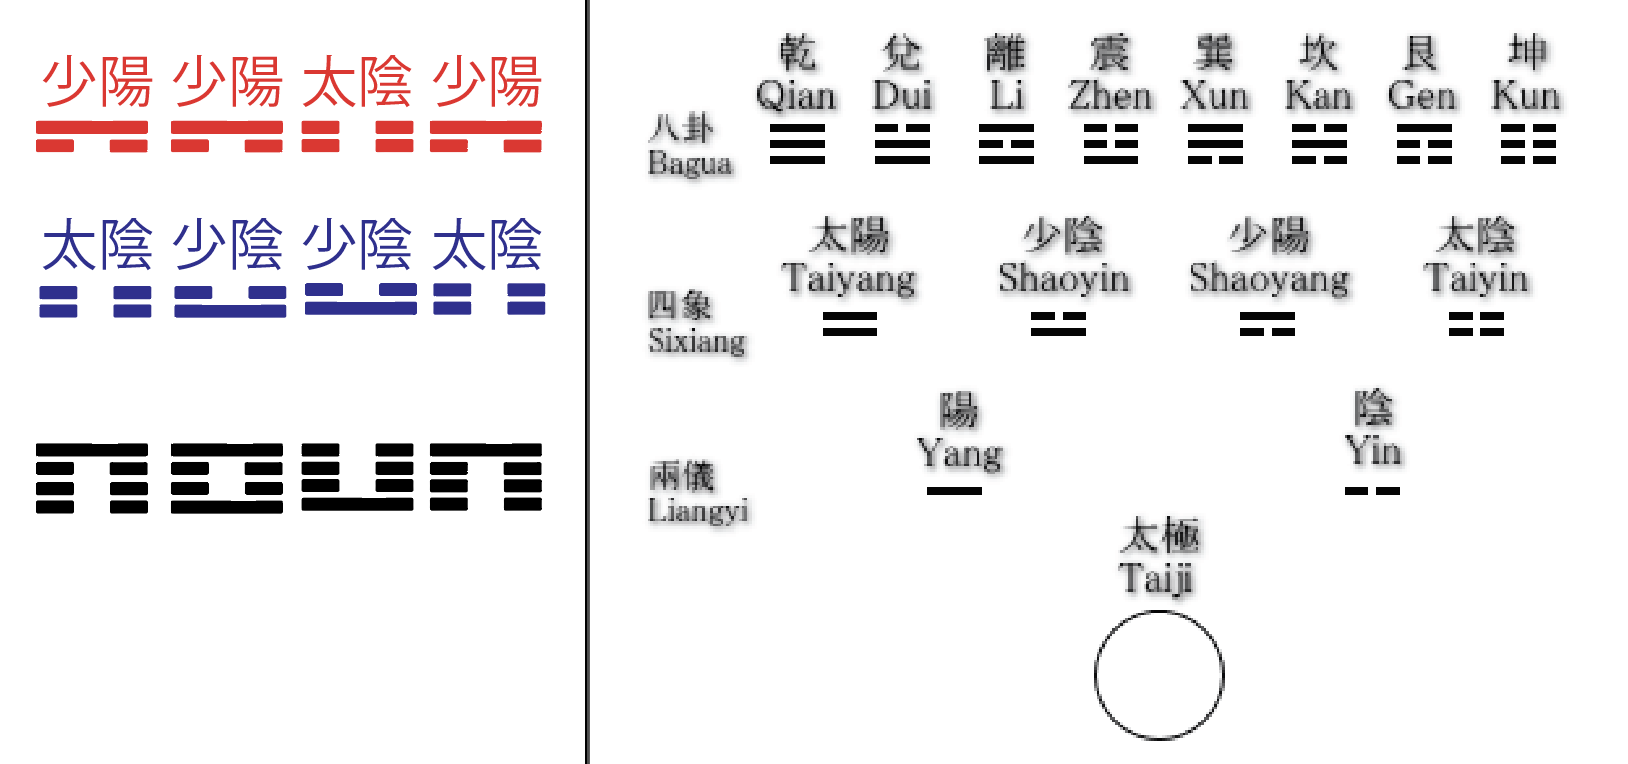 少陽 少陽 太陰 少陽
太陰 少陰 少陰 太陰
乾 兌 離 震 巽 坎 艮 坤
Qian Dui Li Zhen Xun Kan Gen Kun
八卦
Bagua
太陽 少陰 少陽 太陰
Taiyang Shaoyin Shaoyang Taiyin
四象
Sixiang
陽 陰
Yang Yin
兩儀
Liangyi
太極
Taiji